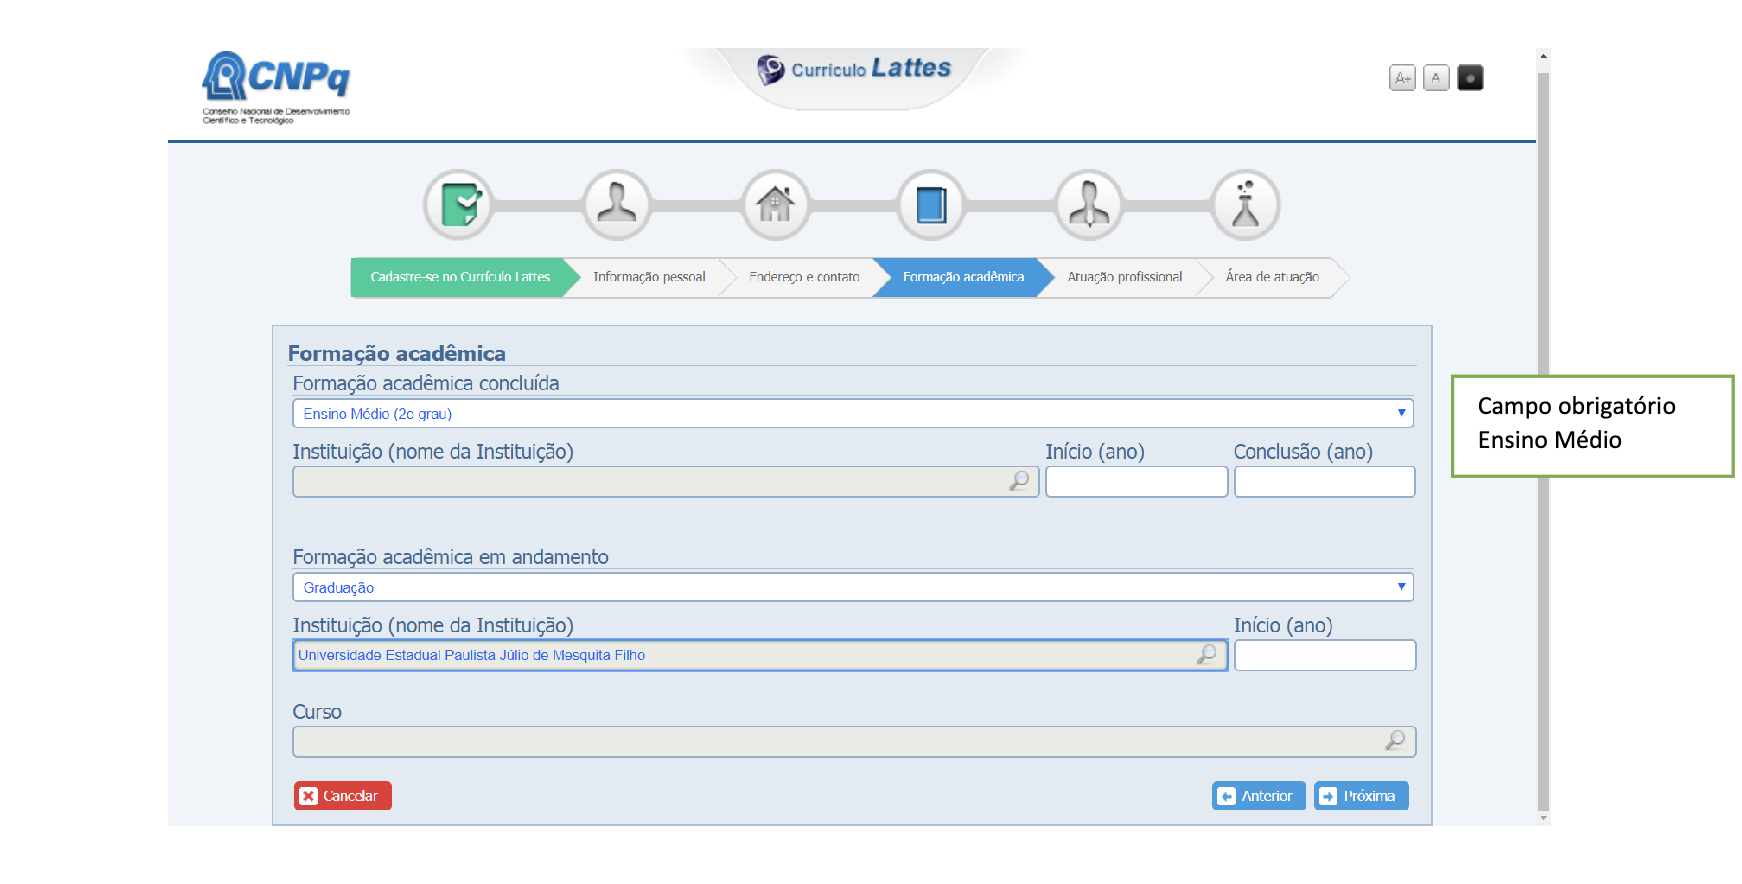 CNPq
Conselho Nacional de Desenvolvimento
Científico e Tecnológico
Currículo Lattes
A+ A
Cadastre-se no Currículo Lattes Informação pessoal Endereço e contato Formação acadêmica Atuação profissional Área de atuação
Formação acadêmica
Formação acadêmica concluída
Ensino Médio (2o grau)
Instituição (nome da Instituição) Início (ano) Conclusão (ano)
Campo obrigatório
Ensino Médio
Formação acadêmica em andamento
Graduação
Instituição (nome da Instituição) Início (ano)
Universidade Estadual Paulista Júlio de Mesquita Filho
Curso
Cancelar Anterior Próxima